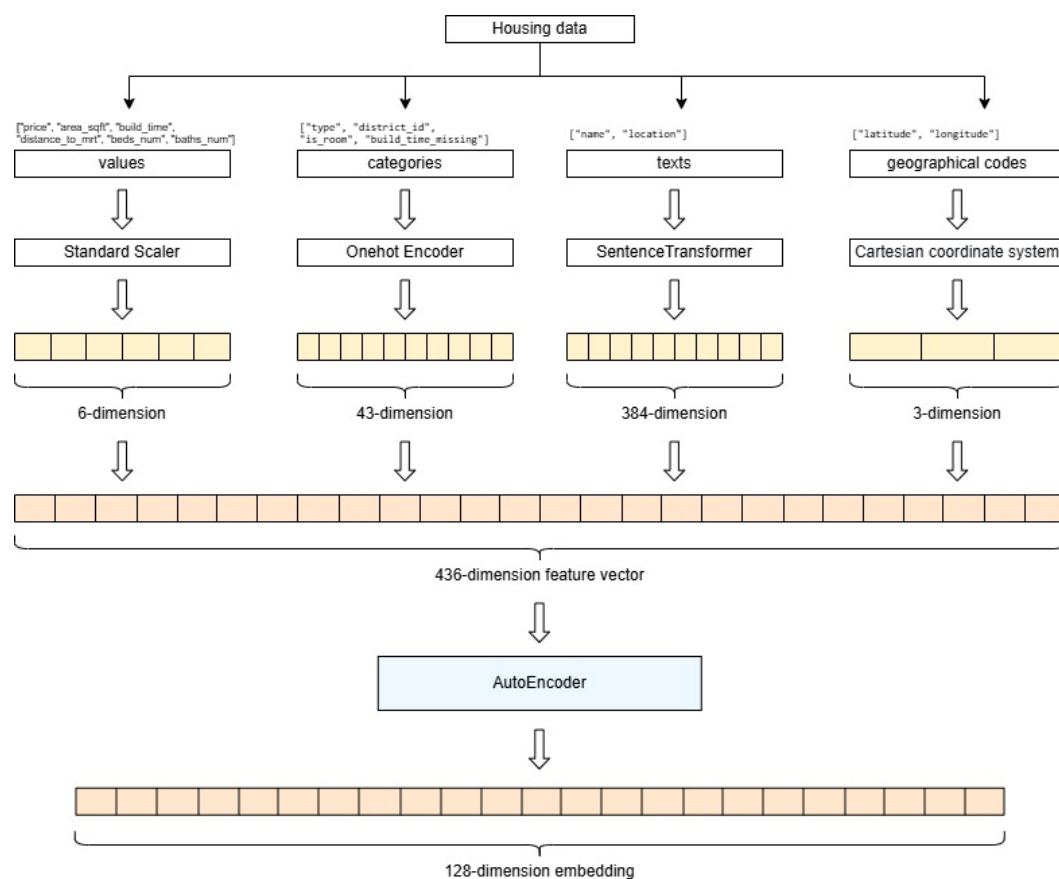 Housing data
["price", "area_sqft", "build_time",
"distance_to_mrt", "beds_num", "baths_num"]
["type", "district_id",
"is_room", "build_time_missing"]
["name", "location"]
["latitude", "longitude"]
values
categories
texts
geographical codes
Standard Scaler
Onehot Encoder
SentenceTransformer
Cartesian coordinate system
6-dimension
43-dimension
384-dimension
3-dimension
436-dimension feature vector
AutoEncoder
128-dimension embedding